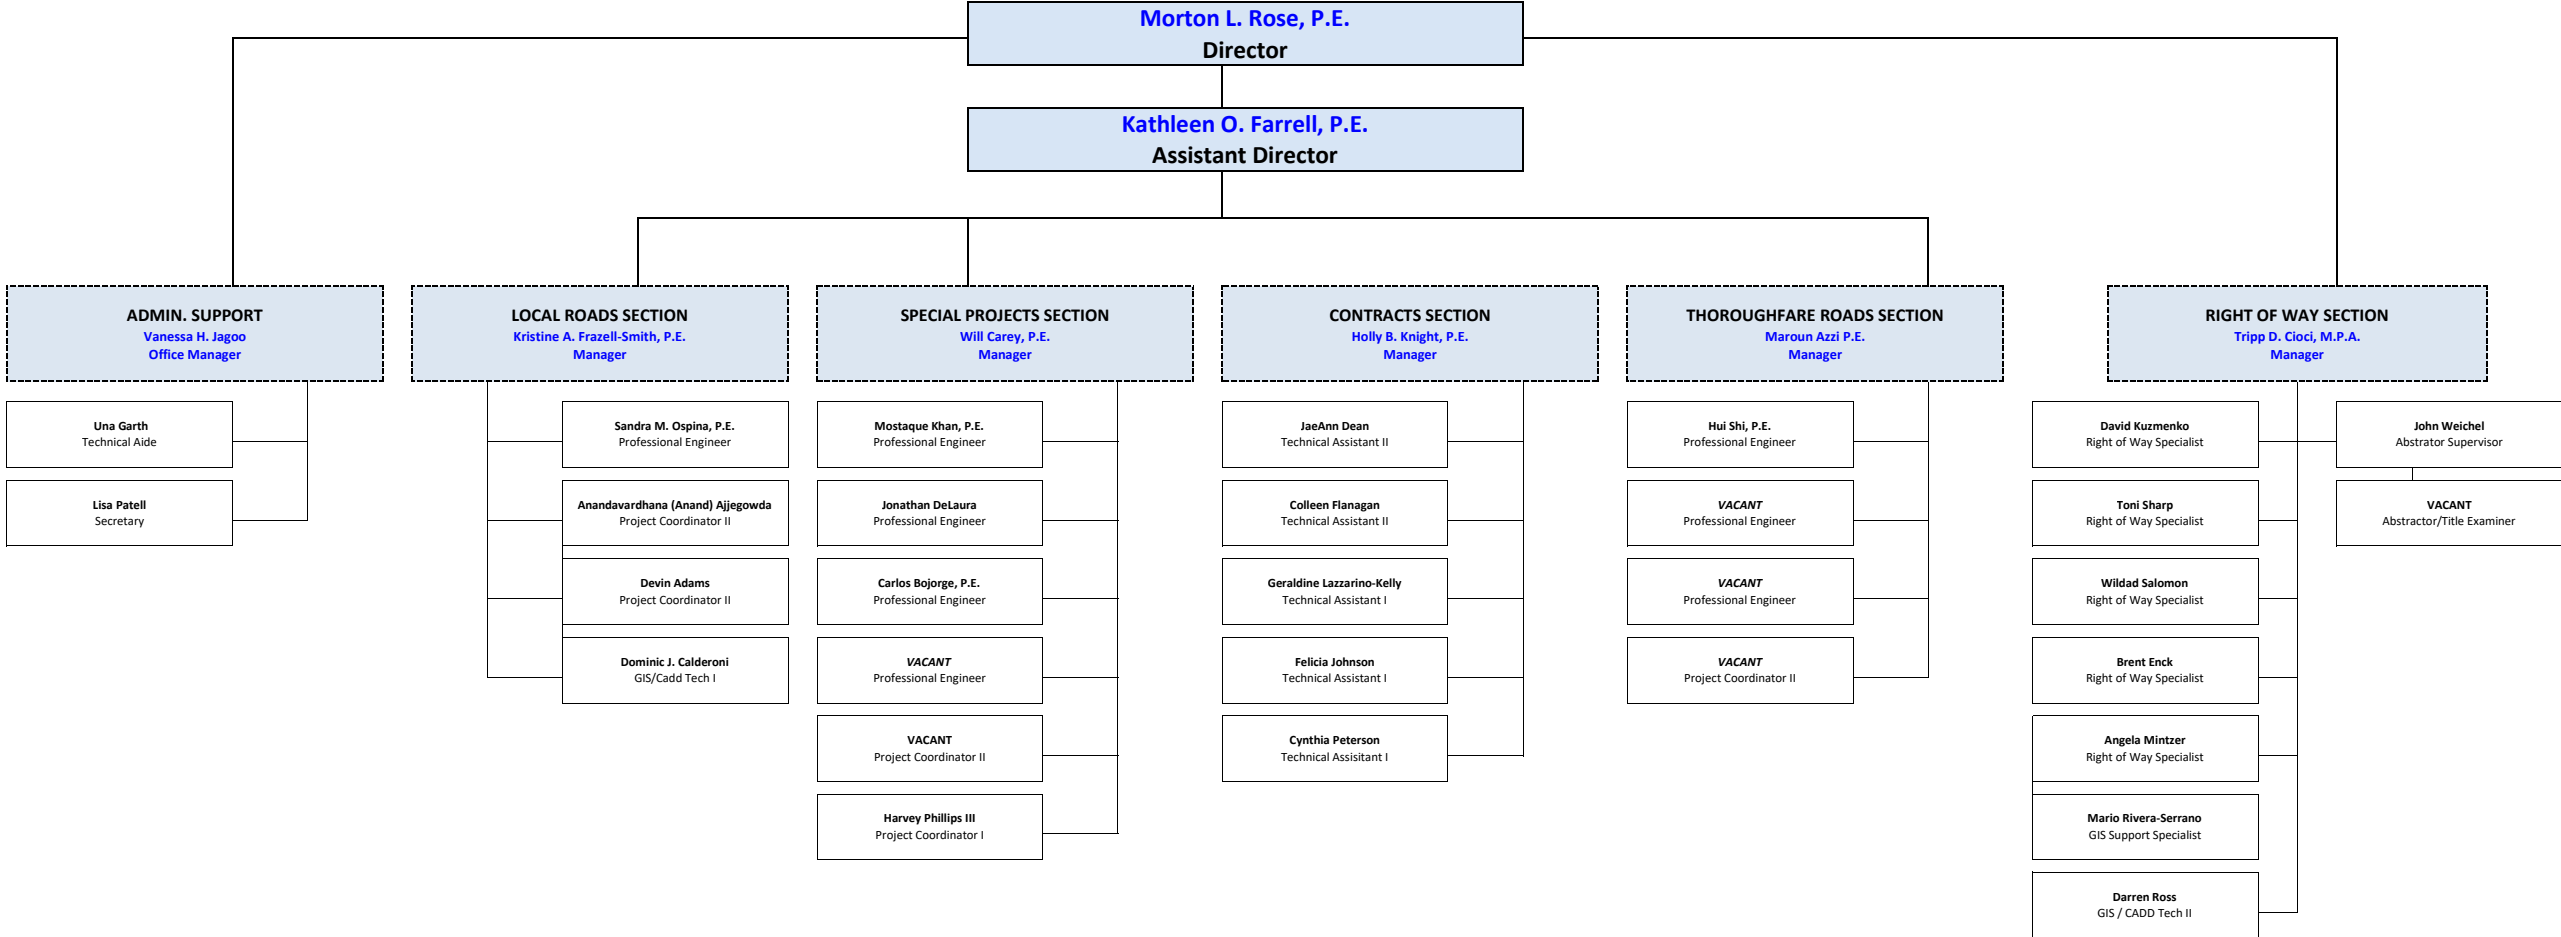 Morton L. Rose, P.E.
Director
Kathleen O. Farrell, P.E.
Assistant Director
ADMIN. SUPPORT
Vanessa H. Jagoo
Office Manager
Una Garth
Technical Aide
Lisa Patell
Secretary
LOCAL ROADS SECTION
Kristine A. Frazell-Smith, P.E.
Manager
Sandra M. Ospina, P.E.
Professional Engineer
Anandavardhana (Anand) Ajjegowda
Project Coordinator II
Devin Adams
Project Coordinator II
Dominic J. Calderoni
GIS/Cadd Tech I
SPECIAL PROJECTS SECTION
Will Carey, P.E.
Manager
Mostaque Khan, P.E.
Professional Engineer
Jonathan DeLaura
Professional Engineer
Carlos Bojorge, P.E.
Professional Engineer
VACANT
Professional Engineer
VACANT
Project Coordinator II
Harvey Phillips III
Project Coordinator I
CONTRACTS SECTION
Holly B. Knight, P.E.
Manager
JaeAnn Dean
Technical Assistant II
Colleen Flanagan
Technical Assistant II
Geraldine Lazzarino-Kelly
Technical Assistant I
Felicia Johnson
Technical Assistant I
Cynthia Peterson
Technical Assisitant I
THOROUGHFARE ROADS SECTION
Maroun Azzi P.E.
Manager
Hui Shi, P.E.
Professional Engineer
VACANT
Professional Engineer
VACANT
Professional Engineer
VACANT
Project Coordinator II
RIGHT OF WAY SECTION
Tripp D. Cioci, M.P.A.
Manager
David Kuzmenko
Right of Way Specialist
Toni Sharp
Right of Way Specialist
Wildad Salomon
Right of Way Specialist
Brent Enck
Right of Way Specialist
Angela Mintzer
Right of Way Specialist
Mario Rivera-Serrano
GIS Support Specialist
Darren Ross
GIS / CADD Tech II
John Weichel
Abstrator Supervisor
VACANT
Abstractor/Title Examiner